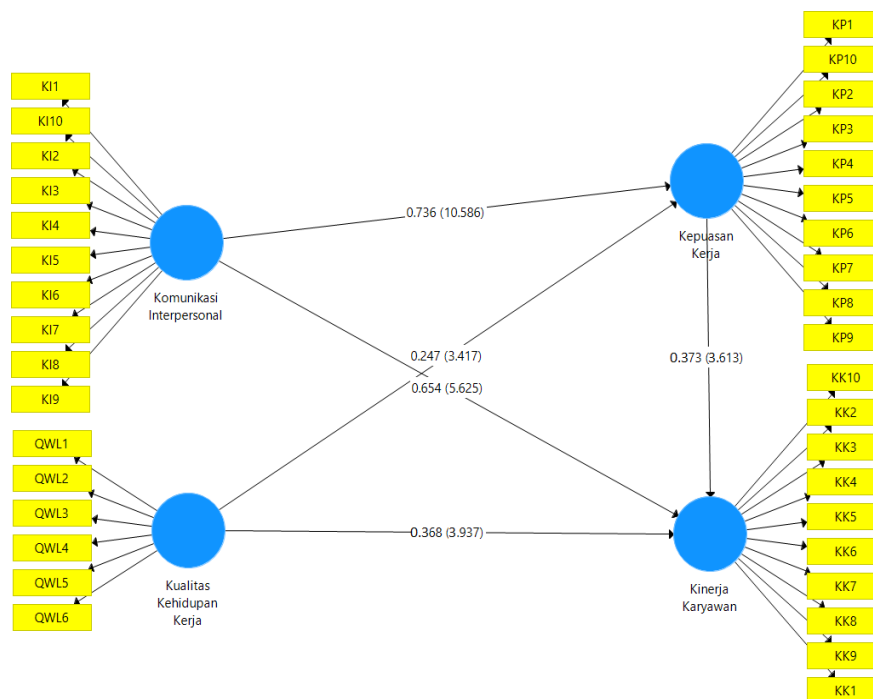 KI1
KI10
KI2
KI3
KI4
KI5
KI6
KI7
KI8
KI9
Komunikasi
Interpersonal
QWL1
QWL2
QWL3
QWL4
QWL5
QWL6
Kualitas
Kehidupan
Kerja
0.736 (10.586)
0.247 (3.417)
0.654 (5.625)
0.368 (3.937)
0.373 (3.613)
Kepuasan
Kerja
KP1
KP10
KP2
KP3
KP4
KP5
KP6
KP7
KP8
KP9
Kinerja
Karyawan
KK10
KK2
KK3
KK4
KK5
KK6
KK7
KK8
KK9
KK1